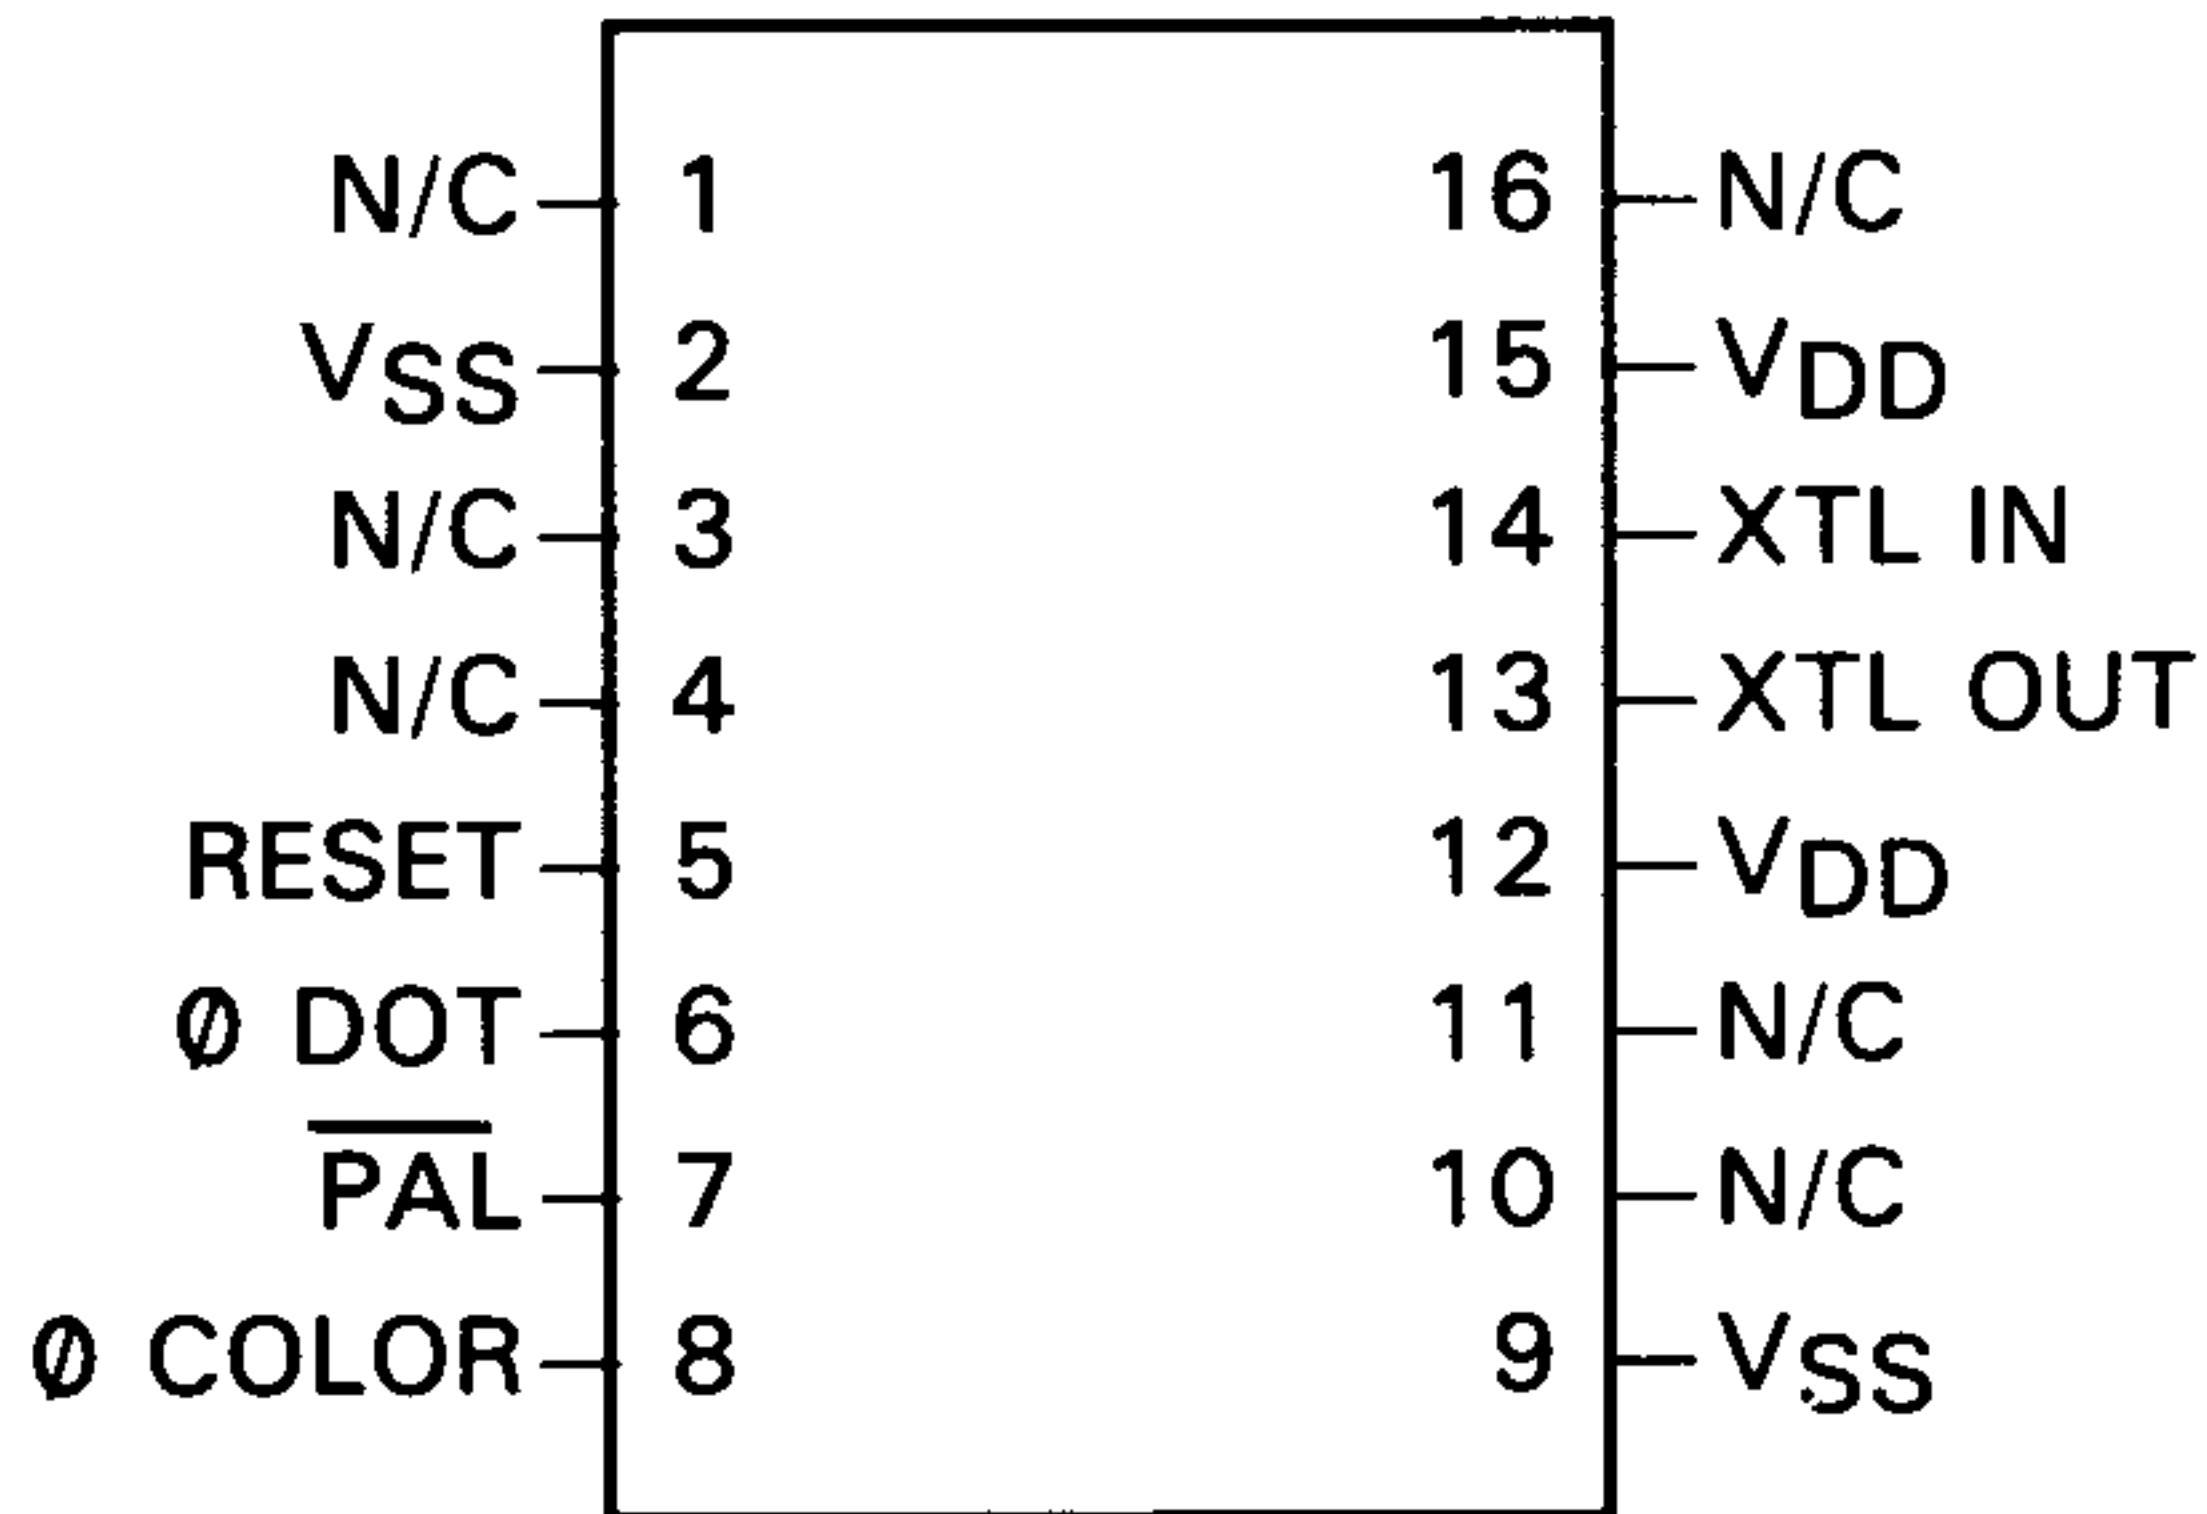 N/C 1 16 N/C
VSS 2 15 VDD
N/C 3 14 XTL IN
N/C 4 13 XTL OUT
RESET 5 12 VDD
Ø DOT 6 11 N/C
P̅A̅L̅ 7 10 N/C
Ø COLOR 8 9 VSS